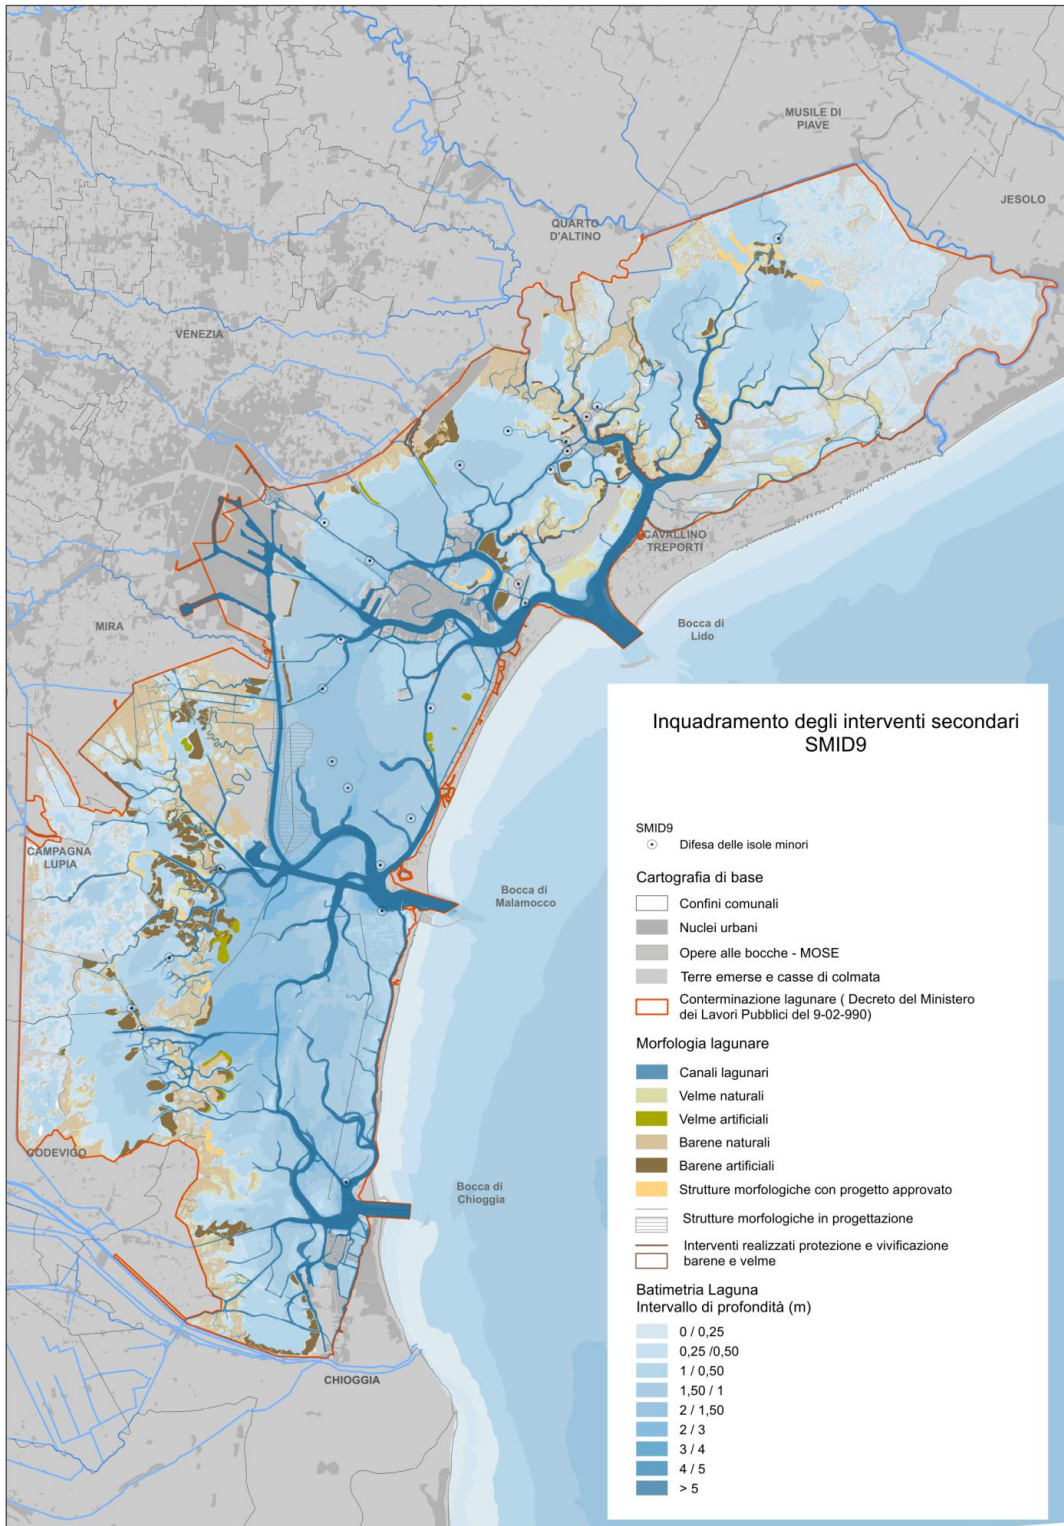 MUSILE DI
PIAVE
JESOLO
QUARTO
D'ALTINO
VENEZIA
CAVALLINO
TREPORTI
MIRA
Bocca di
Lido
CAMPAGNA
LUPIA
Bocca di
Malamocco
CODEVIGO
Bocca di
Chioggia
CHIOGGIA
Inquadramento degli interventi secondari
SMID9
SMID9
Difesa delle isole minori
Cartografia di base
Confini comunali
Nuclei urbani
Opere alle bocche - MOSE
Terre emerse e casse di colmata
Conterminazione lagunare ( Decreto del Ministero
dei Lavori Pubblici del 9-02-990)
Morfologia lagunare
Canali lagunari
Velme naturali
Velme artificiali
Barene naturali
Barene artificiali
Strutture morfologiche con progetto approvato
Strutture morfologiche in progettazione
Interventi realizzati protezione e vivificazione
barene e velme
Batimetria Laguna
Intervallo di profondità (m)
0 / 0,25
0,25 /0,50
1 / 0,50
1,50 / 1
2 / 1,50
2 / 3
3 / 4
4 / 5
> 5